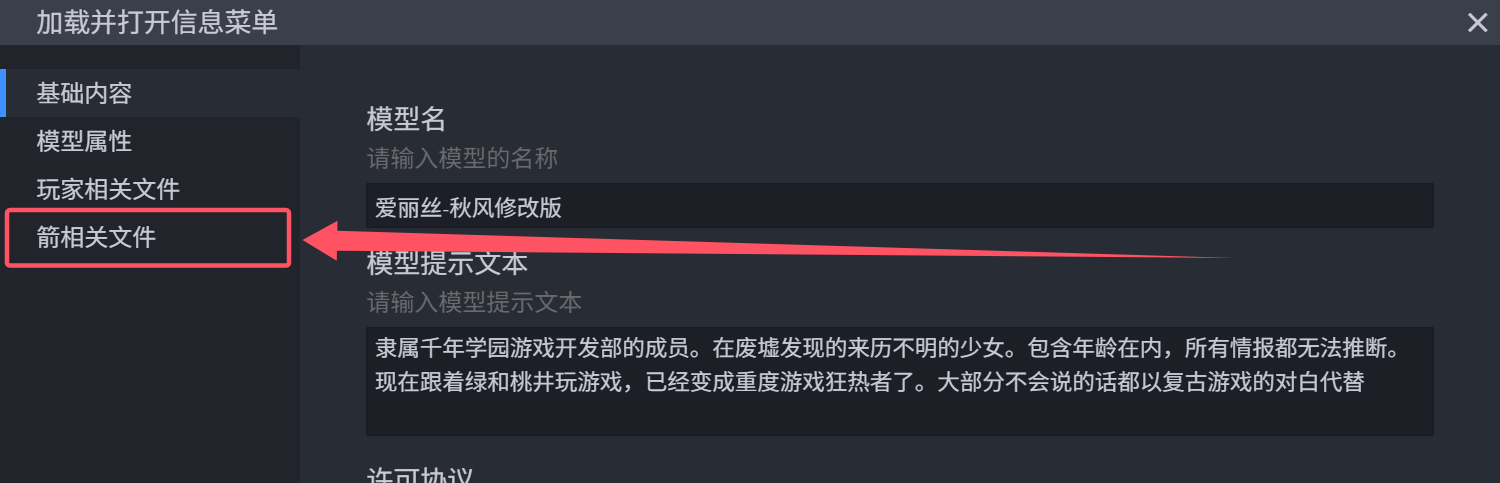 加载并打开信息菜单
基础内容
模型属性
玩家相关文件
箭相关文件
模型名
请输入模型的名称
爱丽丝-秋风修改版
模型提示文本
请输入模型提示文本
隶属千年学园游戏开发部的成员。在废墟发现的来历不明的少女。包含年龄在内，所有情报都无法推断。
现在跟着绿和桃井玩游戏，已经变成重度游戏狂热者了。大部分不会说的话都以复古游戏的对白代替
许可协议